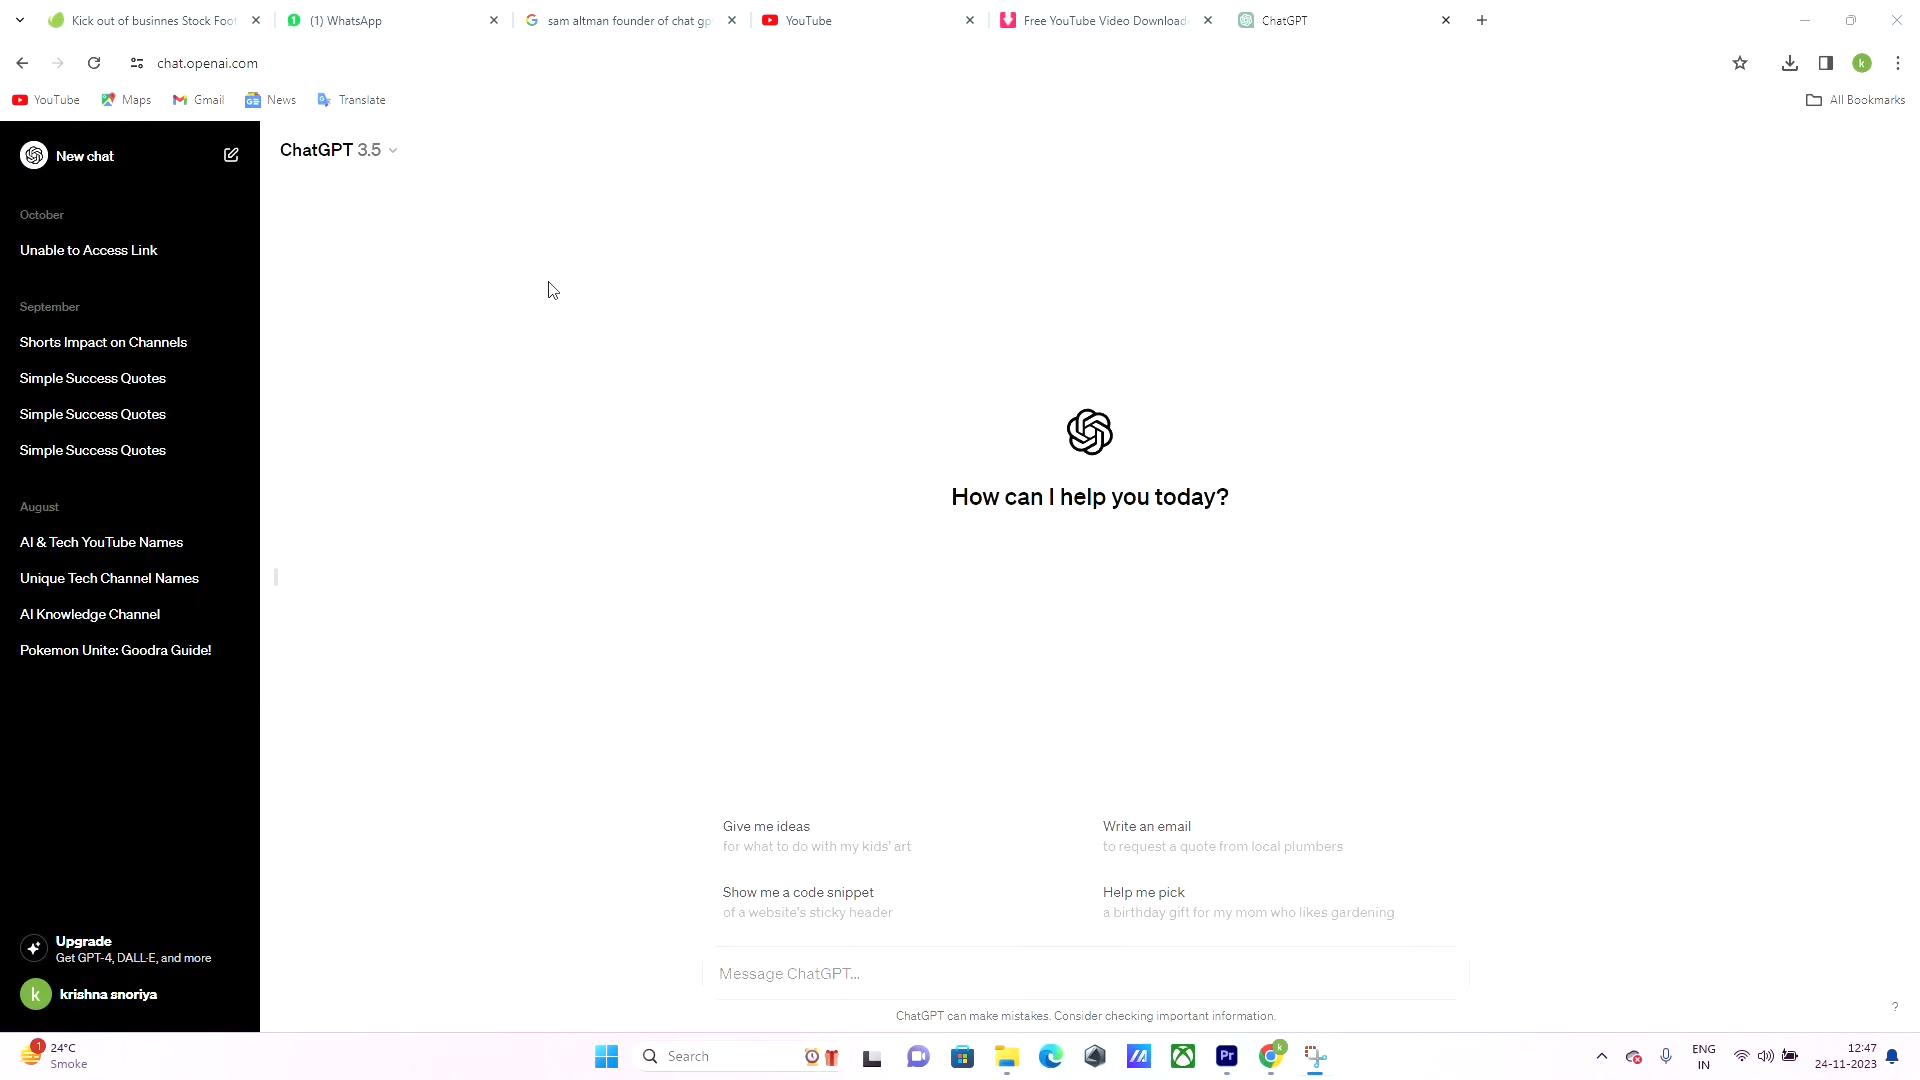 Kick out of businnes Stock Foot
(1) WhatsApp
sam altman founder of chat gp
YouTube
Free YouTube Video Download
ChatGPT
chat.openai.com
k
YouTube
Maps
Gmail
News
Translate
All Bookmarks
New chat
ChatGPT 3.5
October
Unable to Access Link
September
Shorts Impact on Channels
Simple Success Quotes
Simple Success Quotes
Simple Success Quotes
August
AI & Tech YouTube Names
Unique Tech Channel Names
AI Knowledge Channel
Pokemon Unite: Goodra Guide!
How can I help you today?
Give me ideas
for what to do with my kids' art
Write an email
to request a quote from local plumbers
Show me a code snippet
of a website's sticky header
Help me pick
a birthday gift for my mom who likes gardening
Upgrade
Get GPT-4, DALL·E, and more
k
krishna snoriya
Message ChatGPT...
ChatGPT can make mistakes. Consider checking important information.
?
1
24°C
Smoke
Search
Pr
k
ENG
IN
12:47
24-11-2023